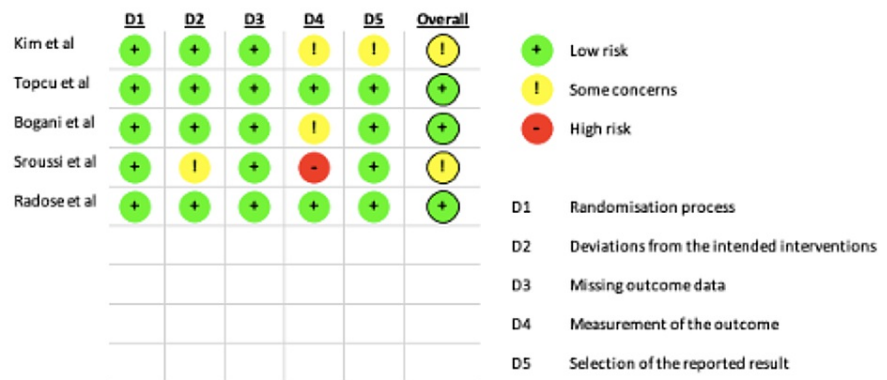 D1 D2 D3 D4 D5 Overall
Kim et al + + + ! ! !
Topcu et al + + + + + +
Bogani et al + + + ! + +
Sroussi et al + ! + - + !
Radose et al + + + + + +
+ Low risk
! Some concerns
- High risk
D1 Randomisation process
D2 Deviations from the intended interventions
D3 Missing outcome data
D4 Measurement of the outcome
D5 Selection of the reported result